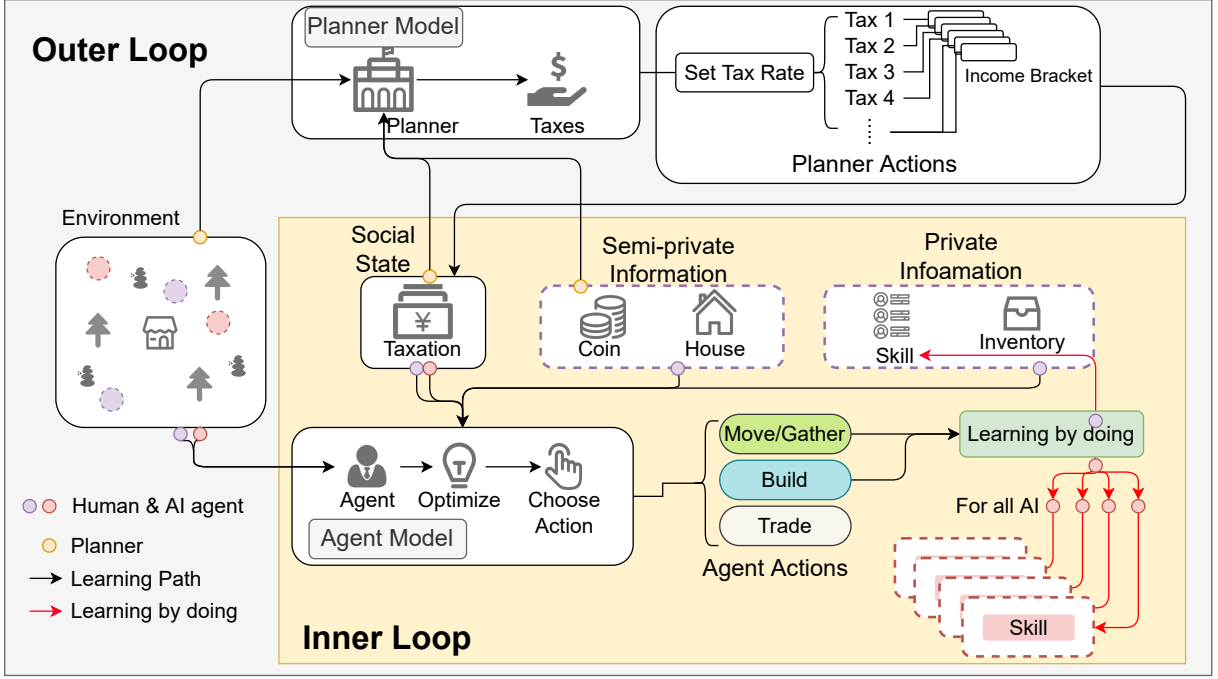 Outer Loop
Planner Model
Planner
Taxes
Set Tax Rate
Tax 1
Tax 2
Tax 3
Tax 4
Income Bracket
Planner Actions
Environment
Social
State
¥
Taxation
Semi-private
Information
Coin
House
Private
Infoamation
Skill
Inventory
Agent
Optimize
Choose
Action
Agent Model
Move/Gather
Build
Trade
Agent Actions
Learning by doing
For all AI
Skill
Human & AI agent
Planner
Learning Path
Learning by doing
Inner Loop